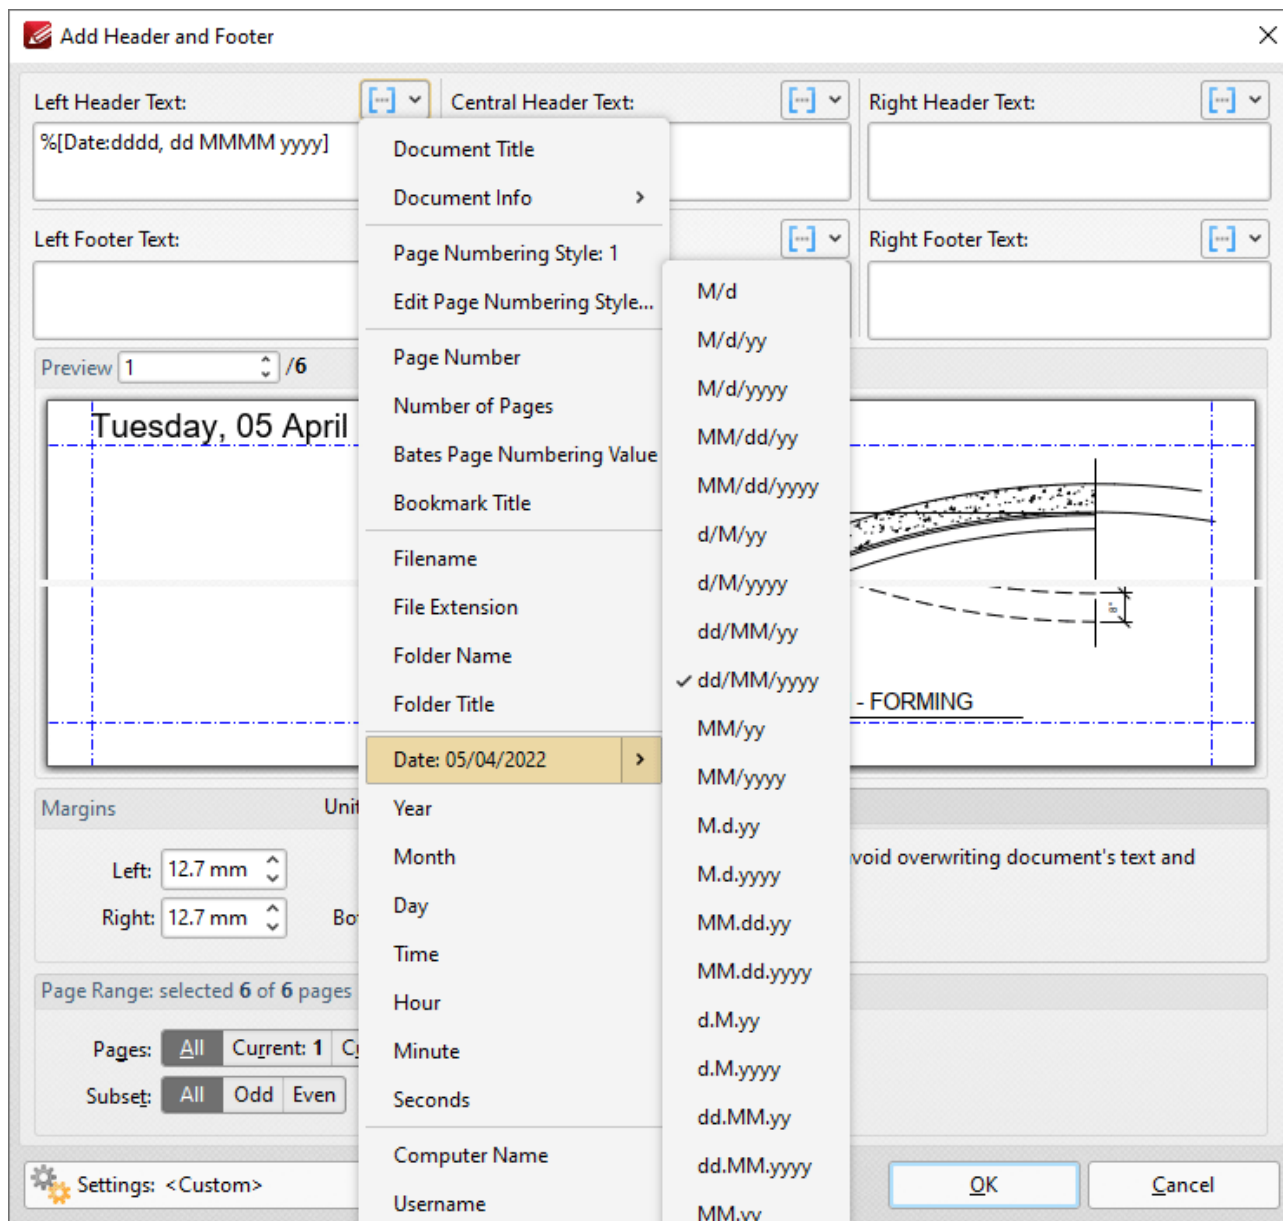 Add Header and Footer
Left Header Text:
Central Header Text:
Right Header Text:
%[Date:dddd, dd MMMM yyyy]
Left Footer Text:
Right Footer Text:
Preview 1 /6
Tuesday, 05 April
8"
- FORMING
Margins
Left: 12.7 mm
Right: 12.7 mm
void overwriting document's text and
Page Range: selected 6 of 6 pages
Pages: All Current: 1
Subset: All Odd Even
Settings: <Custom>
OK
Cancel
Document Title
Document Info
Page Numbering Style: 1
Edit Page Numbering Style...
Page Number
Number of Pages
Bates Page Numbering Value
Bookmark Title
Filename
File Extension
Folder Name
Folder Title
Date: 05/04/2022
Year
Month
Day
Time
Hour
Minute
Seconds
Computer Name
Username
M/d
M/d/yy
M/d/yyyy
MM/dd/yy
MM/dd/yyyy
d/M/yy
d/M/yyyy
dd/MM/yy
dd/MM/yyyy
MM/yy
MM/yyyy
M.d.yy
M.d.yyyy
MM.dd.yy
MM.dd.yyyy
d.M.yy
d.M.yyyy
dd.MM.yy
dd.MM.yyyy
MM.yy